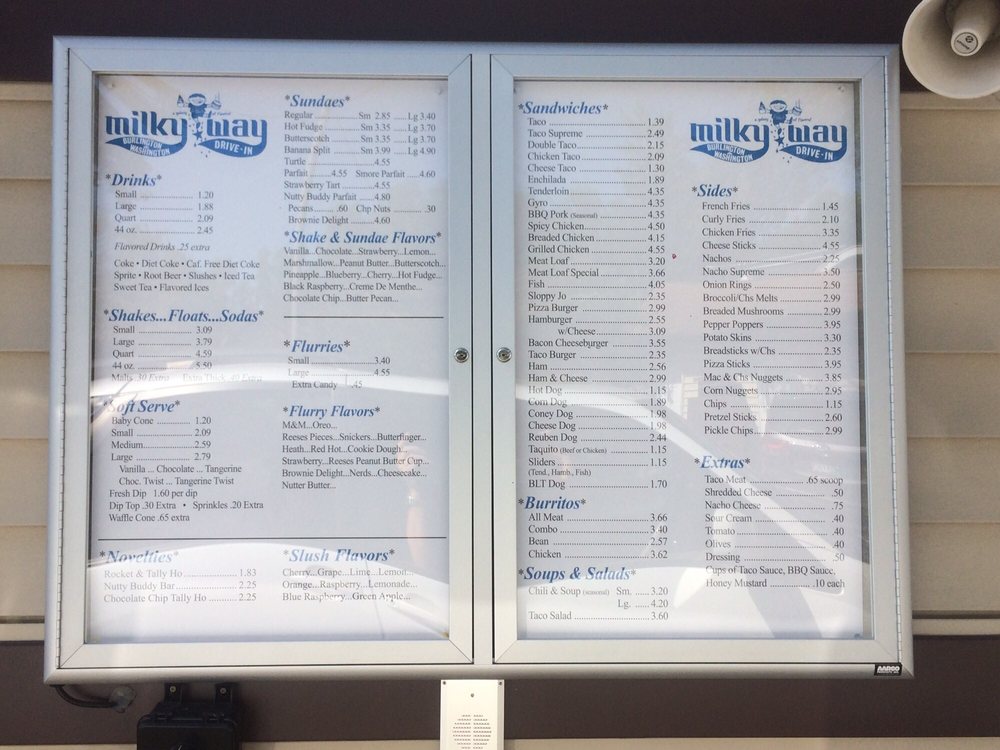 milky way
BURLINGTON WASHINGTON
DRIVE-IN
*Drinks*
Small 1.20
Large 1.88
Quart 2.09
44 oz. 2.45
Flavored Drinks .25 extra
Coke • Diet Coke • Caf. Free Diet Coke
Sprite • Root Beer • Slushes • Iced Tea
Sweet Tea • Flavored Ices
*Shakes...Floats...Sodas*
Small 3.09
Large 3.79
Quart 4.59
44 oz. 5.50
Malts .30 Extra Extra Thick .40 Extra
*Soft Serve*
Baby Cone 1.20
Small 2.09
Medium 2.59
Large 2.79
Vanilla ... Chocolate ... Tangerine
Choc. Twist ... Tangerine Twist
Fresh Dip 1.60 per dip
Dip Top .30 Extra • Sprinkles .20 Extra
Waffle Cone .65 extra
*Novelties*
Rocket & Tally Ho 1.83
Nutty Buddy Bar 2.25
Chocolate Chip Tally Ho 2.25
*Sundaes*
Regular Sm 2.85 Lg 3.40
Hot Fudge Sm 3.35 Lg 3.70
Butterscotch Sm 3.35 Lg 3.70
Banana Split Sm 3.99 Lg 4.90
Turtle 4.55
Parfait 4.55 Smore Parfait 4.60
Strawberry Tart 4.55
Nutty Buddy Parfait 4.80
Pecans .60 Chp Nuts .30
Brownie Delight 4.60
*Shake & Sundae Flavors*
Vanilla...Chocolate...Strawberry...Lemon...
Marshmallow...Peanut Butter...Butterscotch...
Pineapple...Blueberry...Cherry...Hot Fudge...
Black Raspberry...Creme De Menthe...
Chocolate Chip...Butter Pecan...
*Flurries*
Small 3.40
Large 4.55
Extra Candy .45
*Flurry Flavors*
M&M...Oreo...
Reeses Pieces...Snickers...Butterfinger...
Heath...Red Hot...Cookie Dough...
Strawberry...Reeses Peanut Butter Cup...
Brownie Delight...Nerds...Cheesecake...
Nutter Butter...
*Slush Flavors*
Cherry...Grape...Lime...Lemon...
Orange...Raspberry...Lemonade...
Blue Raspberry...Green Apple...
*Sandwiches*
Taco 1.39
Taco Supreme 2.49
Double Taco 2.15
Chicken Taco 2.09
Cheese Taco 1.30
Enchilada 1.89
Tenderloin 4.35
Gyro 4.35
BBQ Pork (Seasonal) 4.35
Spicy Chicken 4.50
Breaded Chicken 4.15
Grilled Chicken 4.55
Meat Loaf 3.20
Meat Loaf Special 3.66
Fish 4.05
Sloppy Jo 2.35
Pizza Burger 2.99
Hamburger 2.55
w/Cheese 3.09
Bacon Cheeseburger 3.55
Taco Burger 2.35
Ham 2.56
Ham & Cheese 2.99
Hot Dog 1.15
Corn Dog 1.89
Coney Dog 1.98
Cheese Dog 1.98
Reuben Dog 2.44
Taquito (Beef or Chicken) 1.15
Sliders 1.15
(Tend., Hamb., Fish)
BLT Dog 1.70
*Burritos*
All Meat 3.66
Combo 3.40
Bean 2.57
Chicken 3.62
*Soups & Salads*
Chili & Soup (seasonal) Sm. 3.20
Lg. 4.20
Taco Salad 3.60
milky way
BURLINGTON WASHINGTON
DRIVE-IN
*Sides*
French Fries 1.45
Curly Fries 2.10
Chicken Fries 3.35
Cheese Sticks 4.55
Nachos 2.25
Nacho Supreme 3.50
Onion Rings 2.50
Broccoli/Chs Melts 2.99
Breaded Mushrooms 2.99
Pepper Poppers 3.95
Potato Skins 3.30
Breadsticks w/Chs 2.35
Pizza Sticks 3.95
Mac & Chs Nuggets 3.85
Corn Nuggets 2.95
Chips 1.15
Pretzel Sticks 2.60
Pickle Chips 2.99
*Extras*
Taco Meat .65 scoop
Shredded Cheese .50
Nacho Cheese .75
Sour Cream .40
Tomato .40
Olives .40
Dressing .50
Cups of Taco Sauce, BBQ Sauce,
Honey Mustard .10 each
AARCO